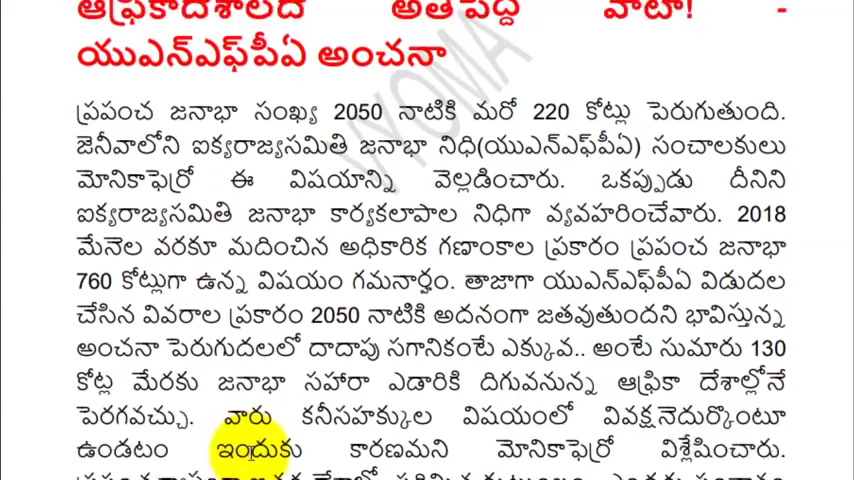 ఆఫ్రికాదేశాలదే అతిపెద్ద వాటా! -
యుఎన్ఎఫ్‌పీఏ అంచనా
ప్రపంచ జనాభా సంఖ్య 2050 నాటికి మరో 220 కోట్లు పెరుగుతుంది.
జెనీవాలోని ఐక్యరాజ్యసమితి జనాభా నిధి(యుఎన్ఎఫ్‌పీఏ) సంచాలకులు
మోనికాఫెర్రో ఈ విషయాన్ని వెల్లడించారు. ఒకప్పుడు దీనిని
ఐక్యరాజ్యసమితి జనాభా కార్యకలాపాల నిధిగా వ్యవహరించేవారు. 2018
మేనెల వరకూ మదించిన అధికారిక గణాంకాల ప్రకారం ప్రపంచ జనాభా
760 కోట్లుగా ఉన్న విషయం గమనార్హం. తాజాగా యుఎన్ఎఫ్‌పీఏ విడుదల
చేసిన వివరాల ప్రకారం 2050 నాటికి అదనంగా జతవుతుందని భావిస్తున్న
అంచనా పెరుగుదలలో దాదాపు సగానికంటే ఎక్కువ.. అంటే సుమారు 130
కోట్ల మేరకు జనాభా సహారా ఎడారికి దిగువనున్న ఆఫ్రికా దేశాల్లోనే
పెరగవచ్చు. వారు కనీసహక్కుల విషయంలో వివక్షనెదుర్కొంటూ
ఉండటం ఇందుకు కారణమని మోనికాఫెర్రో విశ్లేషించారు.
VYOMA